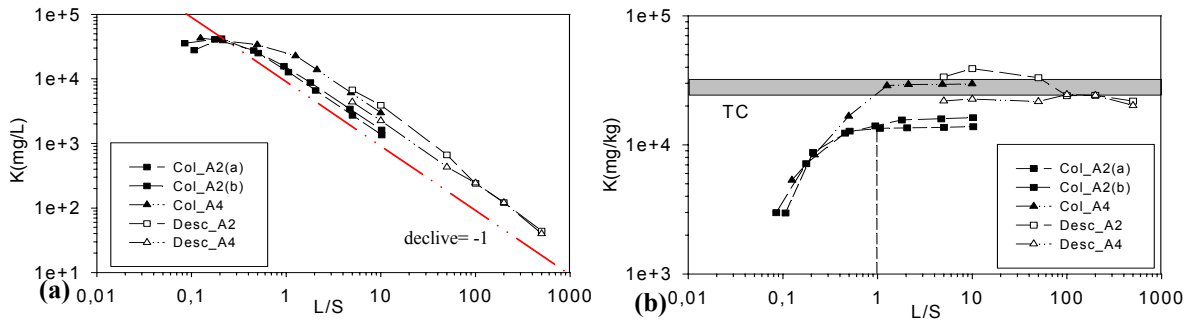 K(mg/L)
1e+5
1e+4
1e+3
1e+2
1e+1
Col_A2(a)
Col_A2(b)
Col_A4
Desc_A2
Desc_A4
declive= -1
(a)
0,01
0,1
1
10
100
1000
L/S
K(mg/kg)
1e+5
1e+4
1e+3
TC
Col_A2(a)
Col_A2(b)
Col_A4
Desc_A2
Desc_A4
(b)
0,01
0,1
1
10
100
1000
L/S